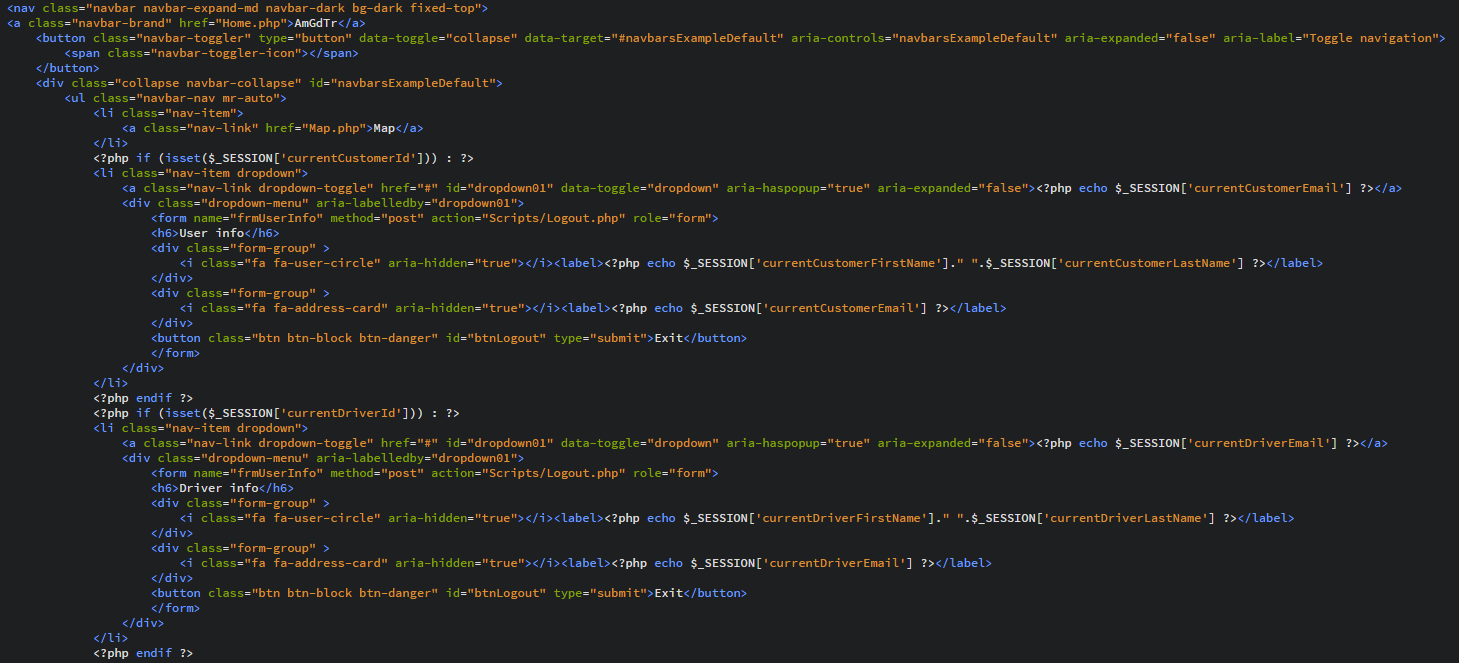 <nav class="navbar navbar-expand-md navbar-dark bg-dark fixed-top">
<a class="navbar-brand" href="Home.php">AmGdTr</a>
    <button class="navbar-toggler" type="button" data-toggle="collapse" data-target="#navbarsExampleDefault" aria-controls="navbarsExampleDefault" aria-expanded="false" aria-label="Toggle navigation">
        <span class="navbar-toggler-icon"></span>
    </button>
    <div class="collapse navbar-collapse" id="navbarsExampleDefault">
        <ul class="navbar-nav mr-auto">
            <li class="nav-item">
                <a class="nav-link" href="Map.php">Map</a>
            </li>
            <?php if (isset($_SESSION['currentCustomerId'])) : ?>
            <li class="nav-item dropdown">
                <a class="nav-link dropdown-toggle" href="#" id="dropdown01" data-toggle="dropdown" aria-haspopup="true" aria-expanded="false"><?php echo $_SESSION['currentCustomerEmail'] ?></a>
                <div class="dropdown-menu" aria-labelledby="dropdown01">
                    <form name="frmUserInfo" method="post" action="Scripts/Logout.php" role="form">
                    <h6>User info</h6>
                    <div class="form-group" >
                        <i class="fa fa-user-circle" aria-hidden="true"></i><label><?php echo $_SESSION['currentCustomerFirstName']." ".$_SESSION['currentCustomerLastName'] ?></label>
                    </div>
                    <div class="form-group" >
                        <i class="fa fa-address-card" aria-hidden="true"></i><label><?php echo $_SESSION['currentCustomerEmail'] ?></label>
                    </div>
                    <button class="btn btn-block btn-danger" id="btnLogout" type="submit">Exit</button>
                    </form>
                </div>
            </li>
            <?php endif ?>
            <?php if (isset($_SESSION['currentDriverId'])) : ?>
            <li class="nav-item dropdown">
                <a class="nav-link dropdown-toggle" href="#" id="dropdown01" data-toggle="dropdown" aria-haspopup="true" aria-expanded="false"><?php echo $_SESSION['currentDriverEmail'] ?></a>
                <div class="dropdown-menu" aria-labelledby="dropdown01">
                    <form name="frmUserInfo" method="post" action="Scripts/Logout.php" role="form">
                    <h6>Driver info</h6>
                    <div class="form-group" >
                        <i class="fa fa-user-circle" aria-hidden="true"></i><label><?php echo $_SESSION['currentDriverFirstName']." ".$_SESSION['currentDriverLastName'] ?></label>
                    </div>
                    <div class="form-group" >
                        <i class="fa fa-address-card" aria-hidden="true"></i><label><?php echo $_SESSION['currentDriverEmail'] ?></label>
                    </div>
                    <button class="btn btn-block btn-danger" id="btnLogout" type="submit">Exit</button>
                    </form>
                </div>
            </li>
            <?php endif ?>